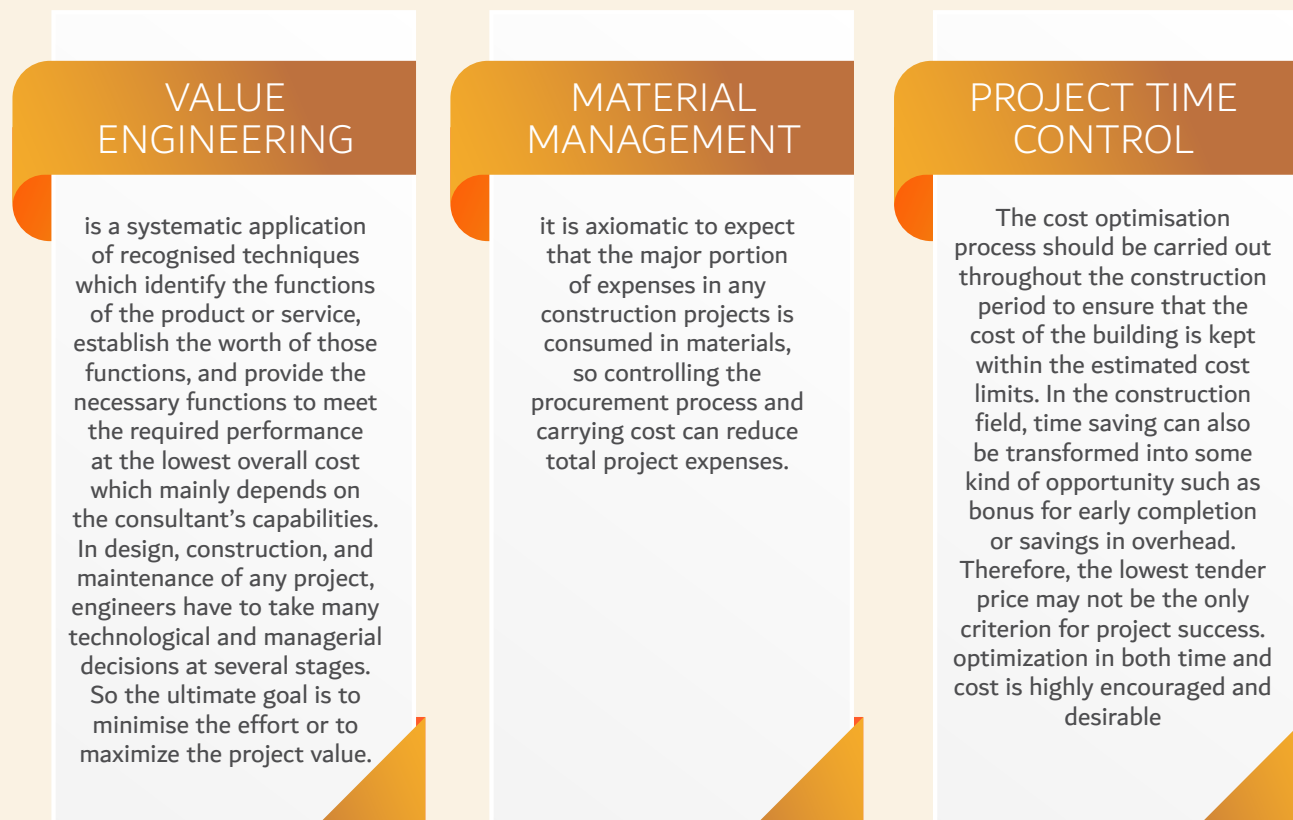 VALUE
ENGINEERING
is a systematic application
of recognised techniques
which identify the functions
of the product or service,
establish the worth of those
functions, and provide the
necessary functions to meet
the required performance
at the lowest overall cost
which mainly depends on
the consultant's capabilities.
In design, construction, and
maintenance of any project,
engineers have to take many
technological and managerial
decisions at several stages.
So the ultimate goal is to
minimise the effort or to
maximize the project value.
MATERIAL
MANAGEMENT
it is axiomatic to expect
that the major portion
of expenses in any
construction projects is
consumed in materials,
so controlling the
procurement process and
carrying cost can reduce
total project expenses.
PROJECT TIME
CONTROL
The cost optimisation
process should be carried out
throughout the construction
period to ensure that the
cost of the building is kept
within the estimated cost
limits. In the construction
field, time saving can also
be transformed into some
kind of opportunity such as
bonus for early completion
or savings in overhead.
Therefore, the lowest tender
price may not be the only
criterion for project success.
optimization in both time and
cost is highly encouraged and
desirable